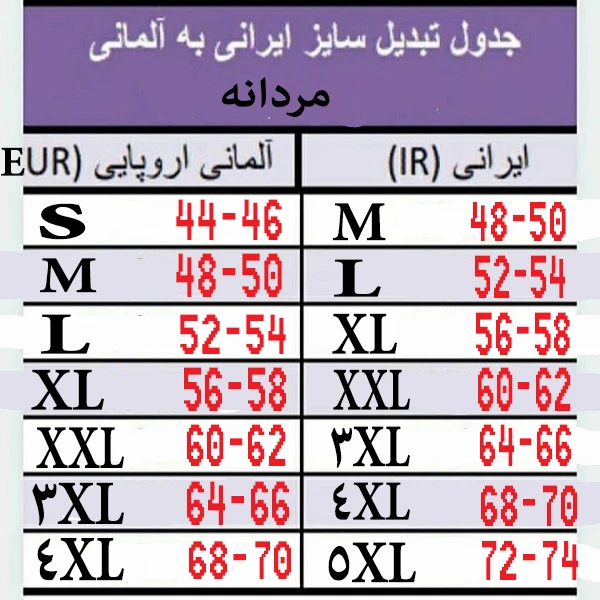 جدول تبدیل سایز ایرانی به آلمانی
مردانه
ایرانی (IR) آلمانی اروپایی (EUR
M 48-50 S 44-46
L 52-54 M 48-50
XL 56-58 L 52-54
XXL 60-62 XL 56-58
٣XL 64-66 XXL 60-62
٤XL 68-70 ٣XL 64-66
٥XL 72-74 ٤XL 68-70